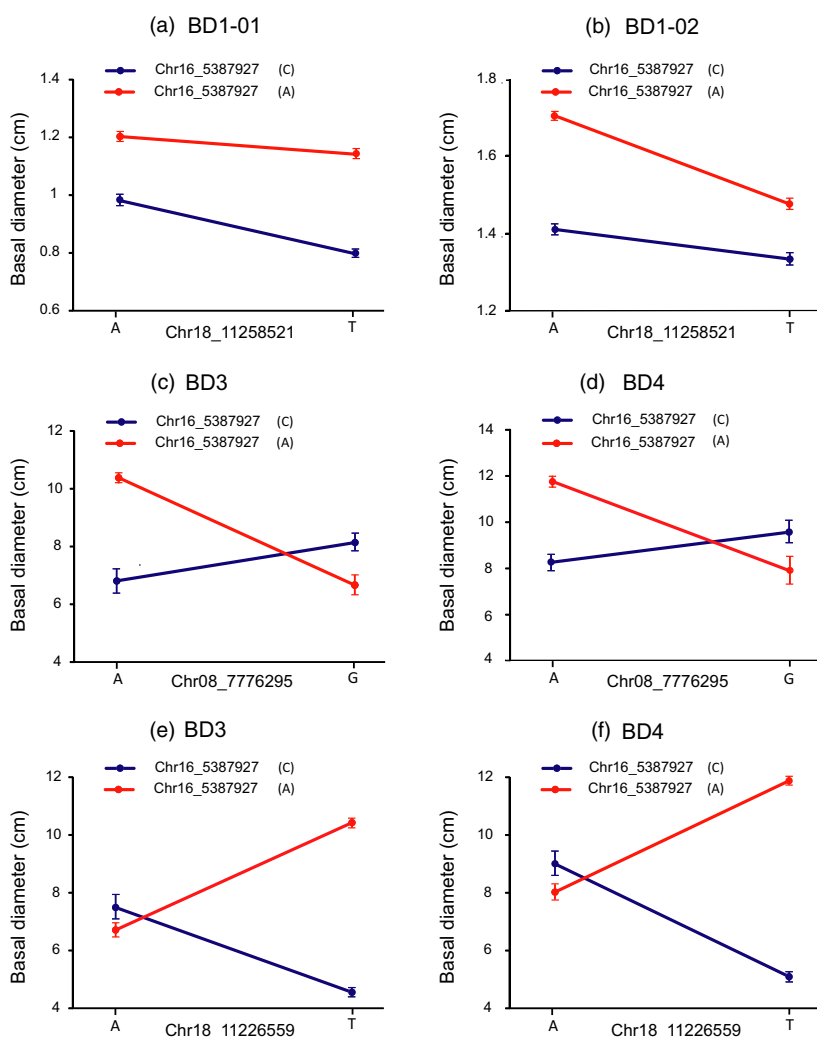 (a) BD1-01
Chr16_5387927 (C)
Chr16_5387927 (A)
Basal diameter (cm)
1.4
1.2
1
0.8
0.6
A
T
Chr18_11258521
(b) BD1-02
Chr16_5387927 (C)
Chr16_5387927 (A)
Basal diameter (cm)
1.8
1.6
1.4
1.2
A
T
Chr18_11258521
(c) BD3
Chr16_5387927 (C)
Chr16_5387927 (A)
Basal diameter (cm)
12
10
8
6
4
A
G
Chr08_7776295
(d) BD4
Chr16_5387927 (C)
Chr16_5387927 (A)
Basal diameter (cm)
14
12
10
8
6
4
A
G
Chr08_7776295
(e) BD3
Chr16_5387927 (C)
Chr16_5387927 (A)
Basal diameter (cm)
12
10
8
6
4
A
T
Chr18_11226559
(f) BD4
Chr16_5387927 (C)
Chr16_5387927 (A)
Basal diameter (cm)
12
10
8
6
4
A
T
Chr18_11226559